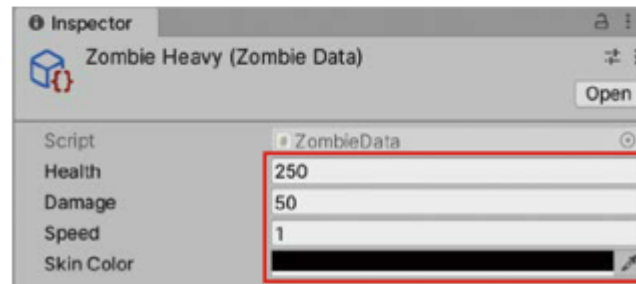 Inspector
Zombie Heavy (Zombie Data)
Open
Script ZombieData
Health 250
Damage 50
Speed 1
Skin Color